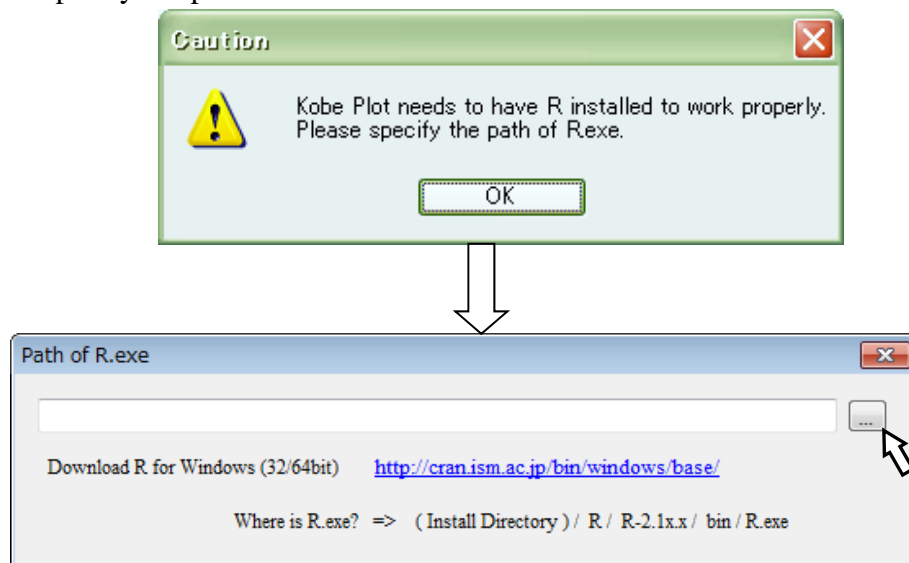 Caution
Kobe Plot needs to have R installed to work properly.
Please specify the path of R.exe.
OK
Path of R.exe
...
Download R for Windows (32/64bit) http://cran.ism.ac.jp/bin/windows/base/
Where is R.exe? => ( Install Directory ) / R / R-2.1x.x / bin / R.exe